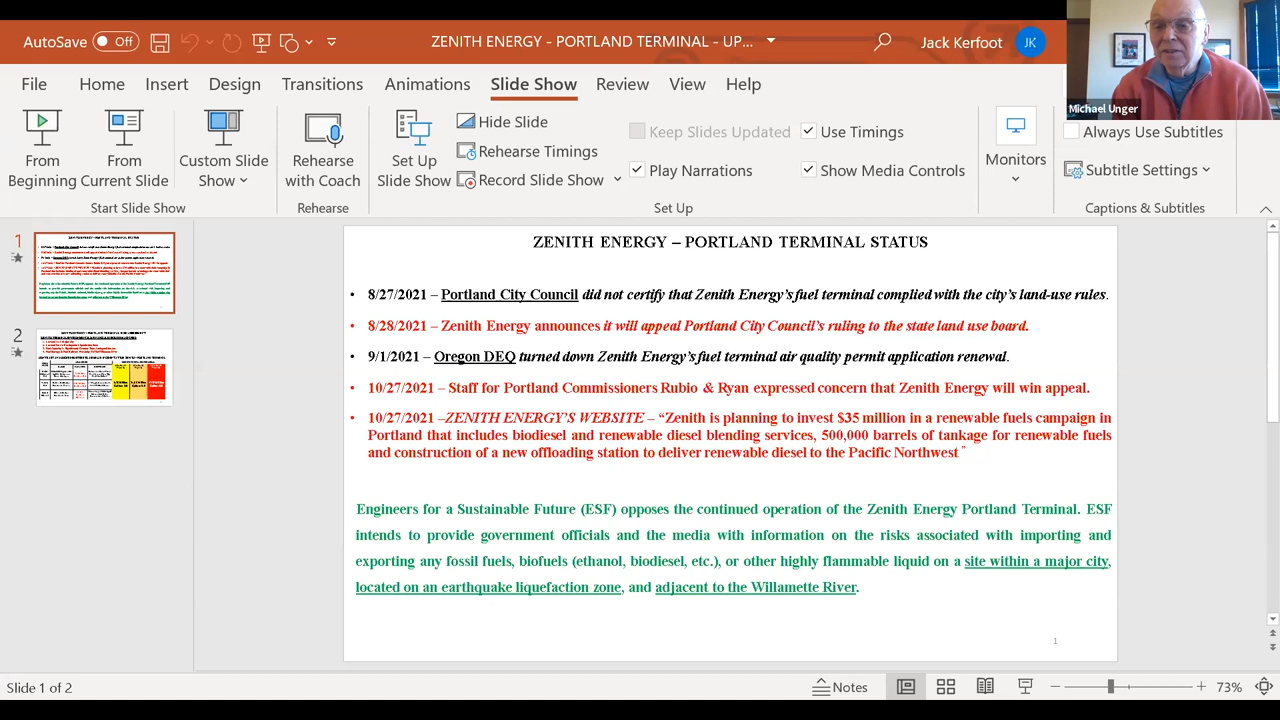 AutoSave Off ZENITH ENERGY - PORTLAND TERMINAL - UP... Jack Kerfoot JK
Michael Unger
File Home Insert Design Transitions Animations Slide Show Review View Help
From Beginning
From Current Slide
Custom Slide Show
Rehearse with Coach
Set Up Slide Show
Hide Slide
Rehearse Timings
Record Slide Show
Keep Slides Updated
Play Narrations
Use Timings
Show Media Controls
Monitors
Always Use Subtitles
Subtitle Settings
Start Slide Show Rehearse Set Up Captions & Subtitles
1
2
ZENITH ENERGY – PORTLAND TERMINAL STATUS
• 8/27/2021 – Portland City Council did not certify that Zenith Energy's fuel terminal complied with the city's land-use rules.
• 8/28/2021 – Zenith Energy announces it will appeal Portland City Council's ruling to the state land use board.
• 9/1/2021 – Oregon DEQ turned down Zenith Energy's fuel terminal air quality permit application renewal.
• 10/27/2021 – Staff for Portland Commissioners Rubio & Ryan expressed concern that Zenith Energy will win appeal.
• 10/27/2021 –ZENITH ENERGY'S WEBSITE – “Zenith is planning to invest $35 million in a renewable fuels campaign in
Portland that includes biodiesel and renewable diesel blending services, 500,000 barrels of tankage for renewable fuels
and construction of a new offloading station to deliver renewable diesel to the Pacific Northwest ”
Engineers for a Sustainable Future (ESF) opposes the continued operation of the Zenith Energy Portland Terminal. ESF
intends to provide government officials and the media with information on the risks associated with importing and
exporting any fossil fuels, biofuels (ethanol, biodiesel, etc.), or other highly flammable liquid on a site within a major city,
located on an earthquake liquefaction zone, and adjacent to the Willamette River.
1
Slide 1 of 2 Notes 73%